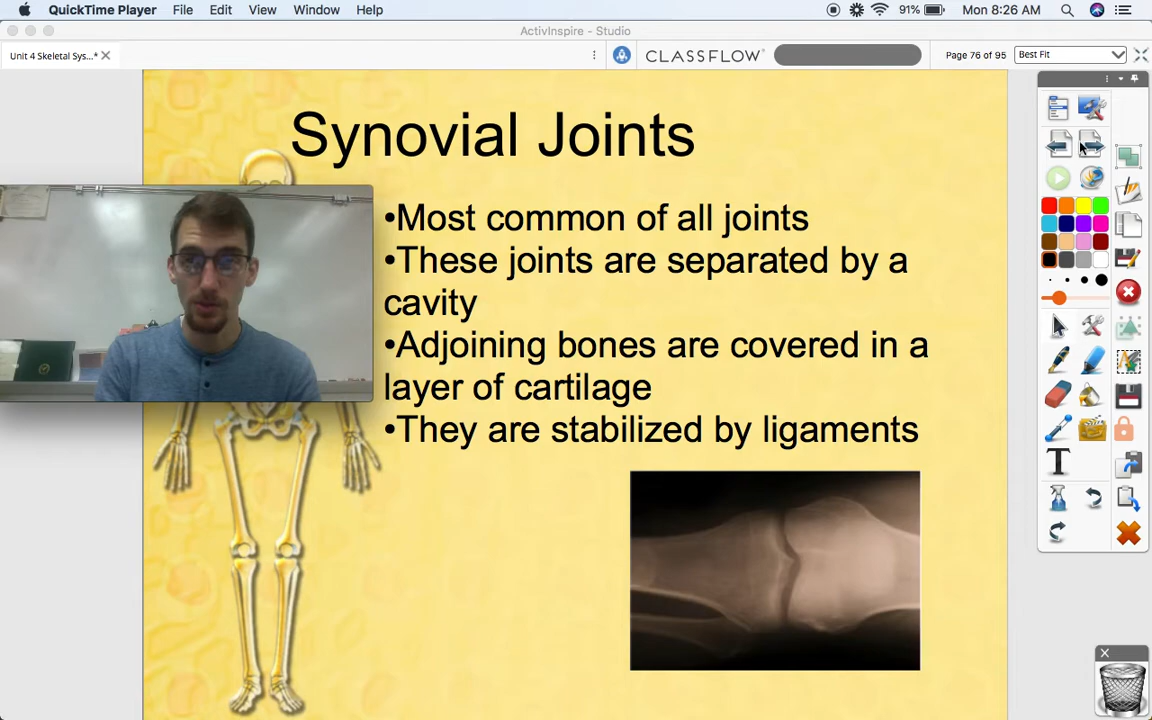 QuickTime Player File Edit View Window Help 91% Mon 8:26 AM
ActivInspire - Studio
Unit 4 Skeletal Sys...* CLASSFLOW Page 76 of 95 Best Fit
Synovial Joints
•Most common of all joints
•These joints are separated by a
cavity
•Adjoining bones are covered in a
layer of cartilage
•They are stabilized by ligaments